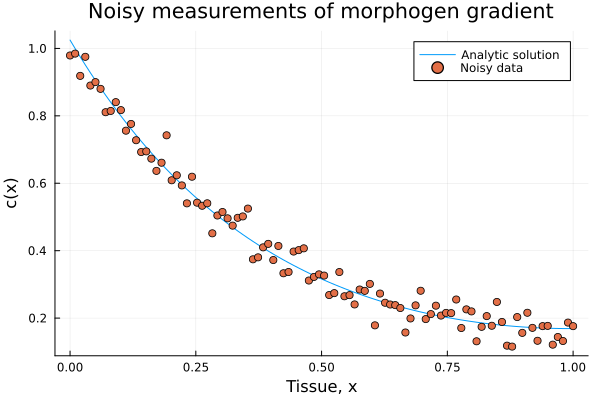 Noisy measurements of morphogen gradient
Analytic solution
Noisy data
c(x)
1.0
0.8
0.6
0.4
0.2
0.00
0.25
0.50
0.75
1.00
Tissue, x